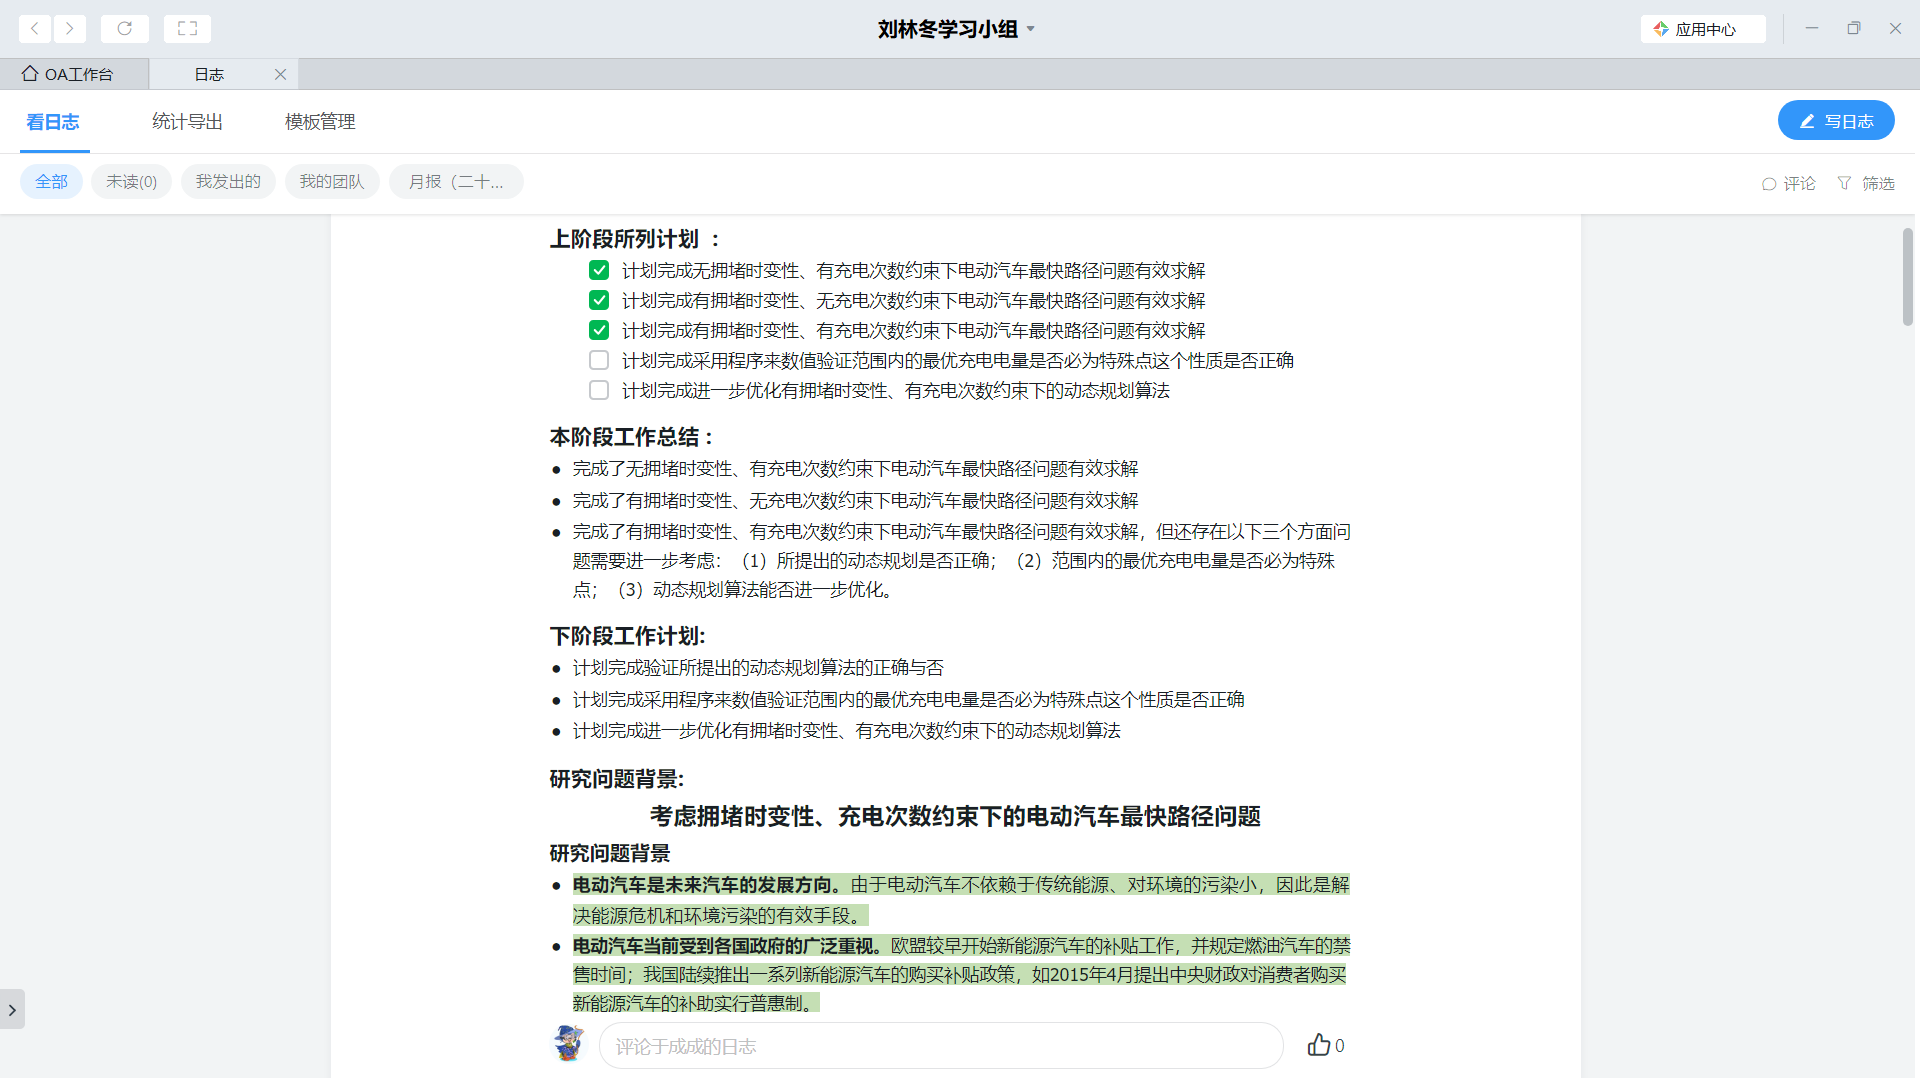 刘林冬学习小组
应用中心
OA工作台
日志
看日志
统计导出
模板管理
写日志
全部
未读(0)
我发出的
我的团队
月报（二十...
评论
筛选
上阶段所列计划 ：
计划完成无拥堵时变性、有充电次数约束下电动汽车最快路径问题有效求解
计划完成有拥堵时变性、无充电次数约束下电动汽车最快路径问题有效求解
计划完成有拥堵时变性、有充电次数约束下电动汽车最快路径问题有效求解
计划完成采用程序来数值验证范围内的最优充电电量是否必为特殊点这个性质是否正确
计划完成进一步优化有拥堵时变性、有充电次数约束下的动态规划算法
本阶段工作总结：
● 完成了无拥堵时变性、有充电次数约束下电动汽车最快路径问题有效求解
● 完成了有拥堵时变性、无充电次数约束下电动汽车最快路径问题有效求解
● 完成了有拥堵时变性、有充电次数约束下电动汽车最快路径问题有效求解，但还存在以下三个方面问
题需要进一步考虑：（1）所提出的动态规划是否正确；（2）范围内的最优充电电量是否必为特殊
点；（3）动态规划算法能否进一步优化。
下阶段工作计划:
● 计划完成验证所提出的动态规划算法的正确与否
● 计划完成采用程序来数值验证范围内的最优充电电量是否必为特殊点这个性质是否正确
● 计划完成进一步优化有拥堵时变性、有充电次数约束下的动态规划算法
研究问题背景:
考虑拥堵时变性、充电次数约束下的电动汽车最快路径问题
研究问题背景
● 电动汽车是未来汽车的发展方向。由于电动汽车不依赖于传统能源、对环境的污染小，因此是解
决能源危机和环境污染的有效手段。
● 电动汽车当前受到各国政府的广泛重视。欧盟较早开始新能源汽车的补贴工作，并规定燃油汽车的禁
售时间；我国陆续推出一系列新能源汽车的购买补贴政策，如2015年4月提出中央财政对消费者购买
新能源汽车的补助实行普惠制。
评论于成成的日志
0